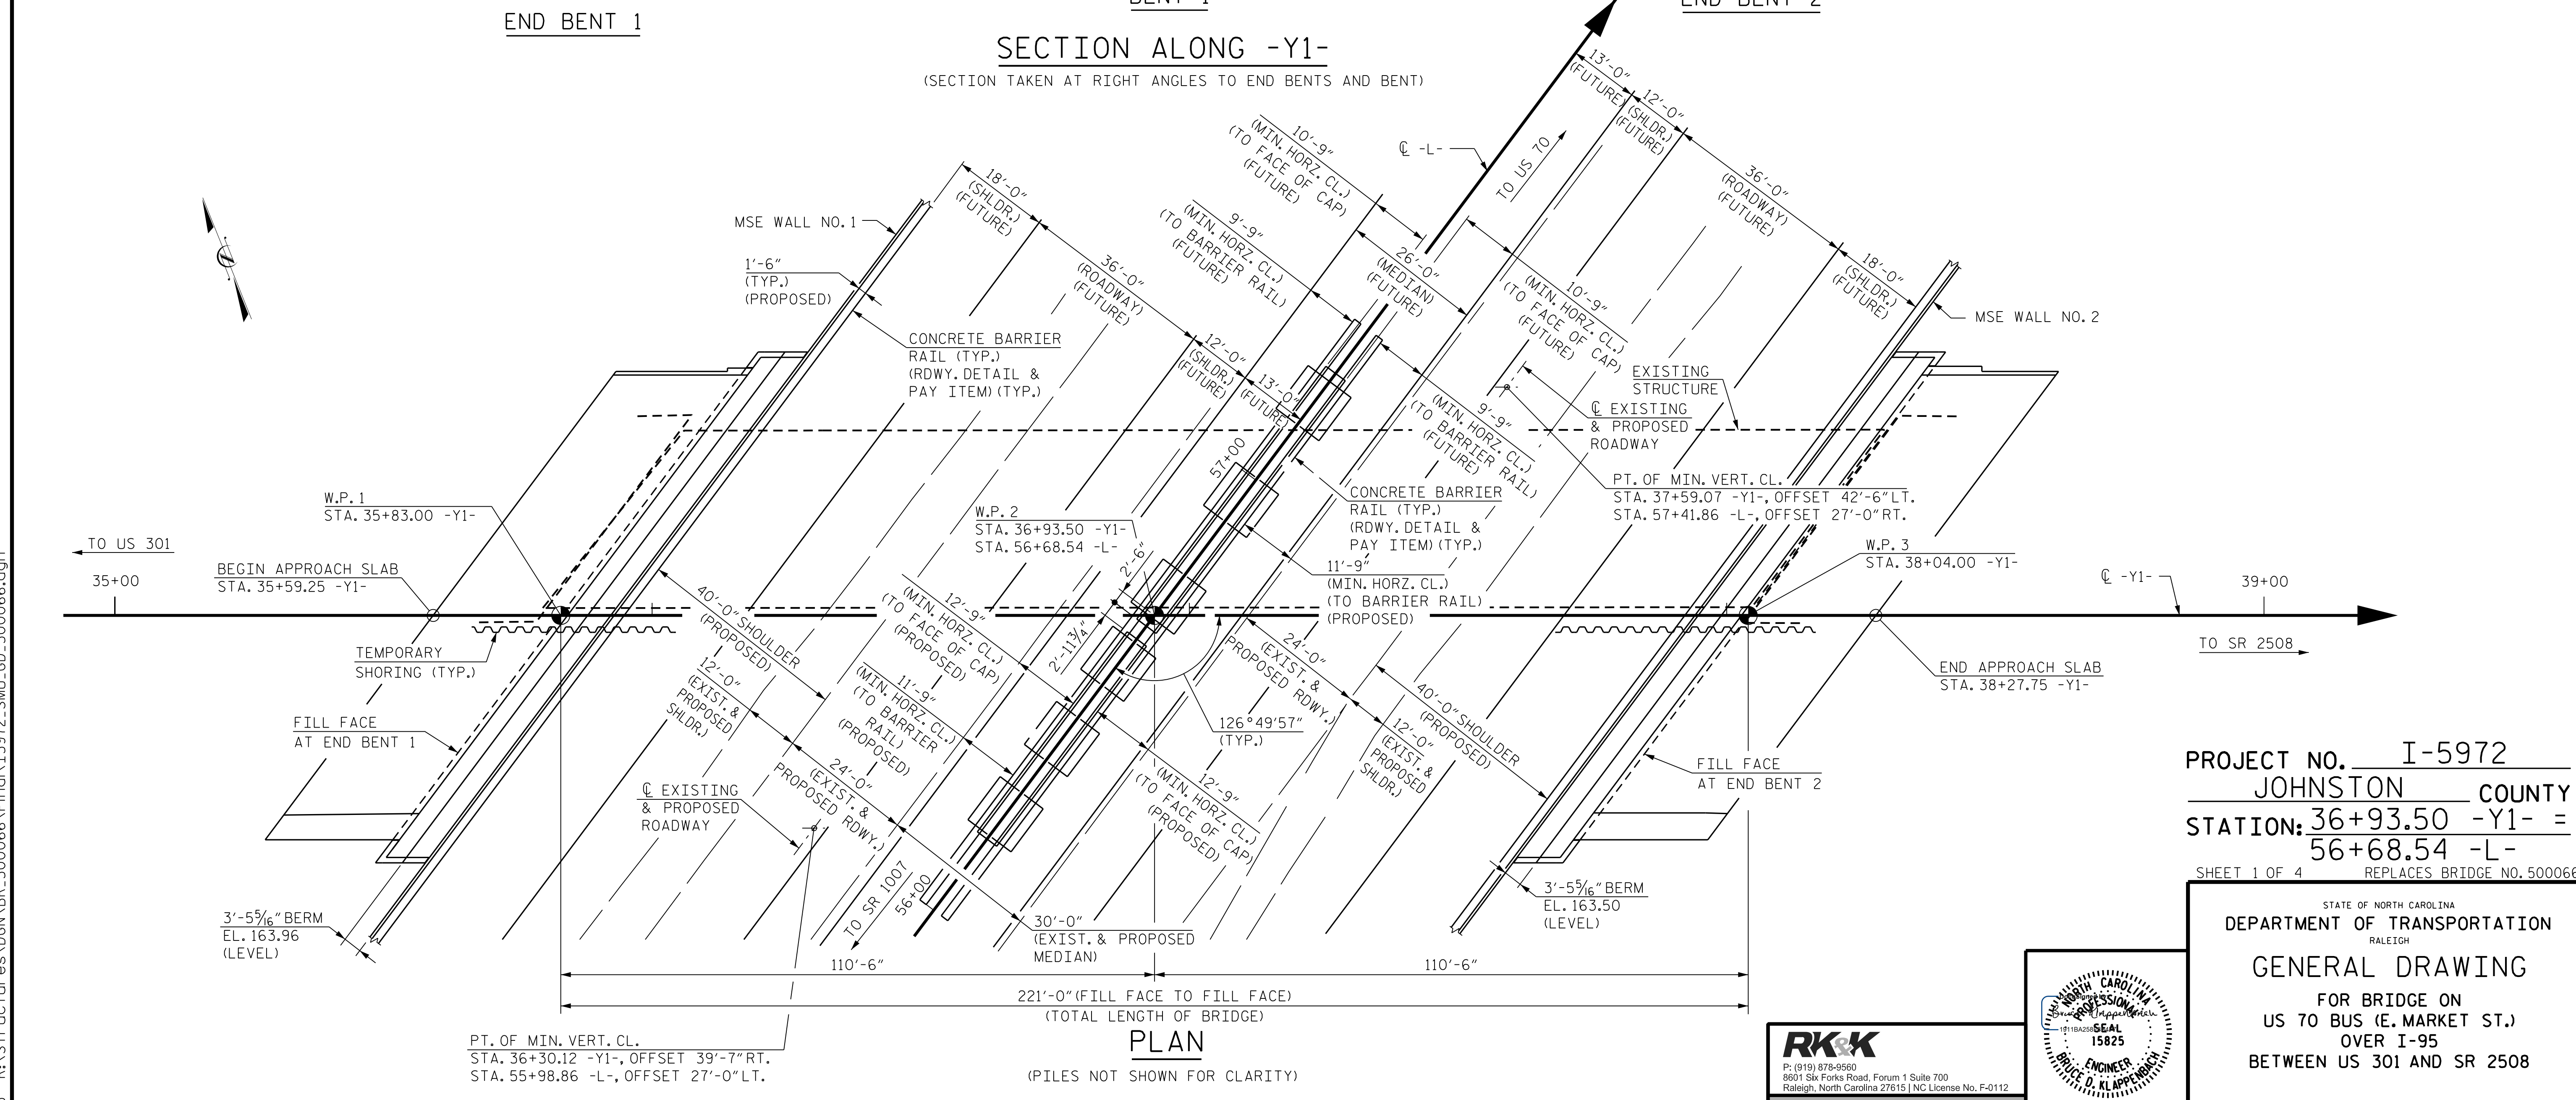 END BENT 1
BENT 1
END BENT 2
SECTION ALONG -Y1-
(SECTION TAKEN AT RIGHT ANGLES TO END BENTS AND BENT)
13'-0"
(FUTURE)
12'-0"
(SHLDR.)
(FUTURE)
36'-0"
(ROADWAY)
(FUTURE)
18'-0"
(SHLDR.)
(FUTURE)
℄ -L-
TO US 70
10'-9"
(MIN. HORZ. CL.)
(TO FACE OF CAP)
(FUTURE)
9'-9"
(MIN. HORZ. CL.)
(TO BARRIER RAIL)
(FUTURE)
26'-0"
(MEDIAN)
(FUTURE)
10'-9"
(MIN. HORZ. CL.)
(TO FACE OF CAP)
(FUTURE)
18'-0"
(SHLDR.)
(FUTURE)
36'-0"
(ROADWAY)
(FUTURE)
12'-0"
(SHLDR.)
(FUTURE)
13'-0"
(FUTURE)
MSE WALL NO. 1
1'-6"
(TYP.)
(PROPOSED)
CONCRETE BARRIER
RAIL (TYP.)
(RDWY. DETAIL &
PAY ITEM) (TYP.)
MSE WALL NO. 2
EXISTING
STRUCTURE
℄ EXISTING
& PROPOSED
ROADWAY
9'-9"
(MIN. HORZ. CL.)
(TO BARRIER RAIL)
(FUTURE)
57+00
PT. OF MIN. VERT. CL.
STA. 37+59.07 -Y1-, OFFSET 42'-6" LT.
STA. 57+41.86 -L-, OFFSET 27'-0" RT.
CONCRETE BARRIER
RAIL (TYP.)
(RDWY. DETAIL &
PAY ITEM) (TYP.)
W.P. 1
STA. 35+83.00 -Y1-
W.P. 2
STA. 36+93.50 -Y1-
STA. 56+68.54 -L-
W.P. 3
STA. 38+04.00 -Y1-
TO US 301
35+00
BEGIN APPROACH SLAB
STA. 35+59.25 -Y1-
2'-6"
2'-11¾"
11'-9"
(MIN. HORZ. CL.)
(TO BARRIER RAIL)
(PROPOSED)
℄ -Y1-
39+00
TO SR 2508
END APPROACH SLAB
STA. 38+27.75 -Y1-
TEMPORARY
SHORING (TYP.)
40'-0" SHOULDER
(PROPOSED)
12'-0"
(EXIST. &
PROPOSED
SHLDR.)
12'-9"
(MIN. HORZ. CL.)
(TO FACE OF CAP)
(PROPOSED)
11'-9"
(MIN. HORZ. CL.)
(TO BARRIER
RAIL)
(PROPOSED)
24'-0"
(EXIST. &
PROPOSED RDWY.)
126°49'57"
(TYP.)
24'-0"
(EXIST. &
PROPOSED RDWY.)
40'-0" SHOULDER
(PROPOSED)
12'-0"
(EXIST. &
PROPOSED
SHLDR.)
12'-9"
(MIN. HORZ. CL.)
(TO FACE OF CAP)
(PROPOSED)
FILL FACE
AT END BENT 1
℄ EXISTING
& PROPOSED
ROADWAY
FILL FACE
AT END BENT 2
TO SR 1007
56+00
30'-0"
(EXIST. & PROPOSED
MEDIAN)
3'-5⁵⁄₁₆" BERM
EL. 163.96
(LEVEL)
3'-5⁵⁄₁₆" BERM
EL. 163.50
(LEVEL)
110'-6"
110'-6"
221'-0" (FILL FACE TO FILL FACE)
(TOTAL LENGTH OF BRIDGE)
PT. OF MIN. VERT. CL.
STA. 36+30.12 -Y1-, OFFSET 39'-7" RT.
STA. 55+98.86 -L-, OFFSET 27'-0" LT.
PLAN
(PILES NOT SHOWN FOR CLARITY)
PROJECT NO. I-5972
JOHNSTON COUNTY
STATION: 36+93.50 -Y1- =
56+68.54 -L-
SHEET 1 OF 4 REPLACES BRIDGE NO. 500066
STATE OF NORTH CAROLINA
DEPARTMENT OF TRANSPORTATION
RALEIGH
GENERAL DRAWING
FOR BRIDGE ON
US 70 BUS (E. MARKET ST.)
OVER I-95
BETWEEN US 301 AND SR 2508
RK&K
P: (919) 878-9560
8601 Six Forks Road, Forum 1 Suite 700
Raleigh, North Carolina 27615 | NC License No. F-0112
NORTH CAROLINA
PROFESSIONAL
SEAL
15825
ENGINEER
BRUCE D. KLAPPENBACH